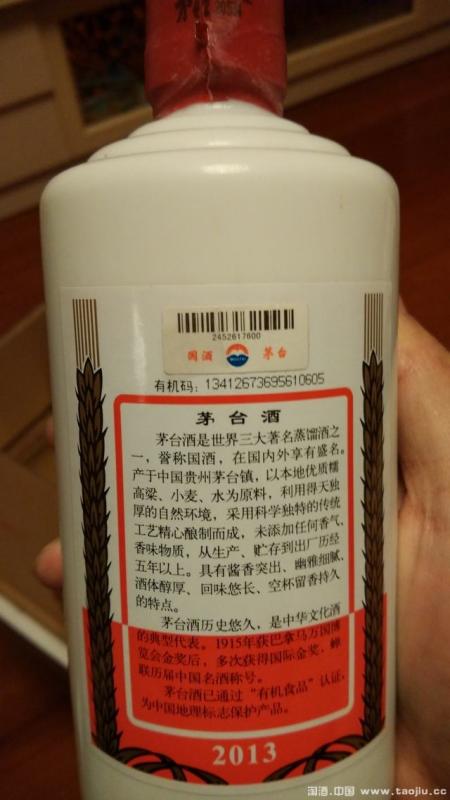 2452617600
国酒 茅台
有机码：13412673695610605
茅台酒
茅台酒是世界三大著名蒸馏酒之
一，誉称国酒，在国内外享有盛名。
产于中国贵州茅台镇，以本地优质糯
高粱、小麦、水为原料，利用得天独
厚的自然环境，采用科学独特的传统
工艺精心酿制而成，未添加任何香气、
香味物质，从生产、贮存到出厂历经
五年以上。具有酱香突出、幽雅细腻、
酒体醇厚、回味悠长、空杯留香持久
的特点。
茅台酒历史悠久，是中华文化酒
的典型代表。1915年获巴拿马万国博
览会金奖后，多次获得国际金奖，蝉
联历届中国名酒称号。
茅台酒已通过“有机食品”认证，
为中国地理标志保护产品。
2013
国酒.中国 www.taojiu.cc